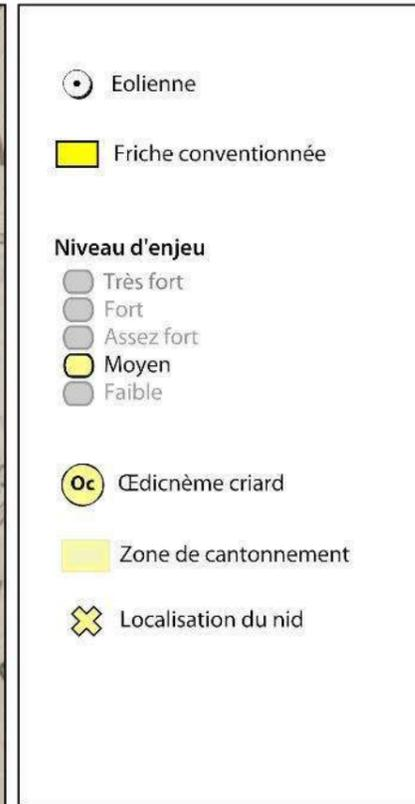 Eolienne
Friche conventionnée
Niveau d'enjeu
Très fort
Fort
Assez fort
Moyen
Faible
Oc Œdicnème criard
Zone de cantonnement
Localisation du nid